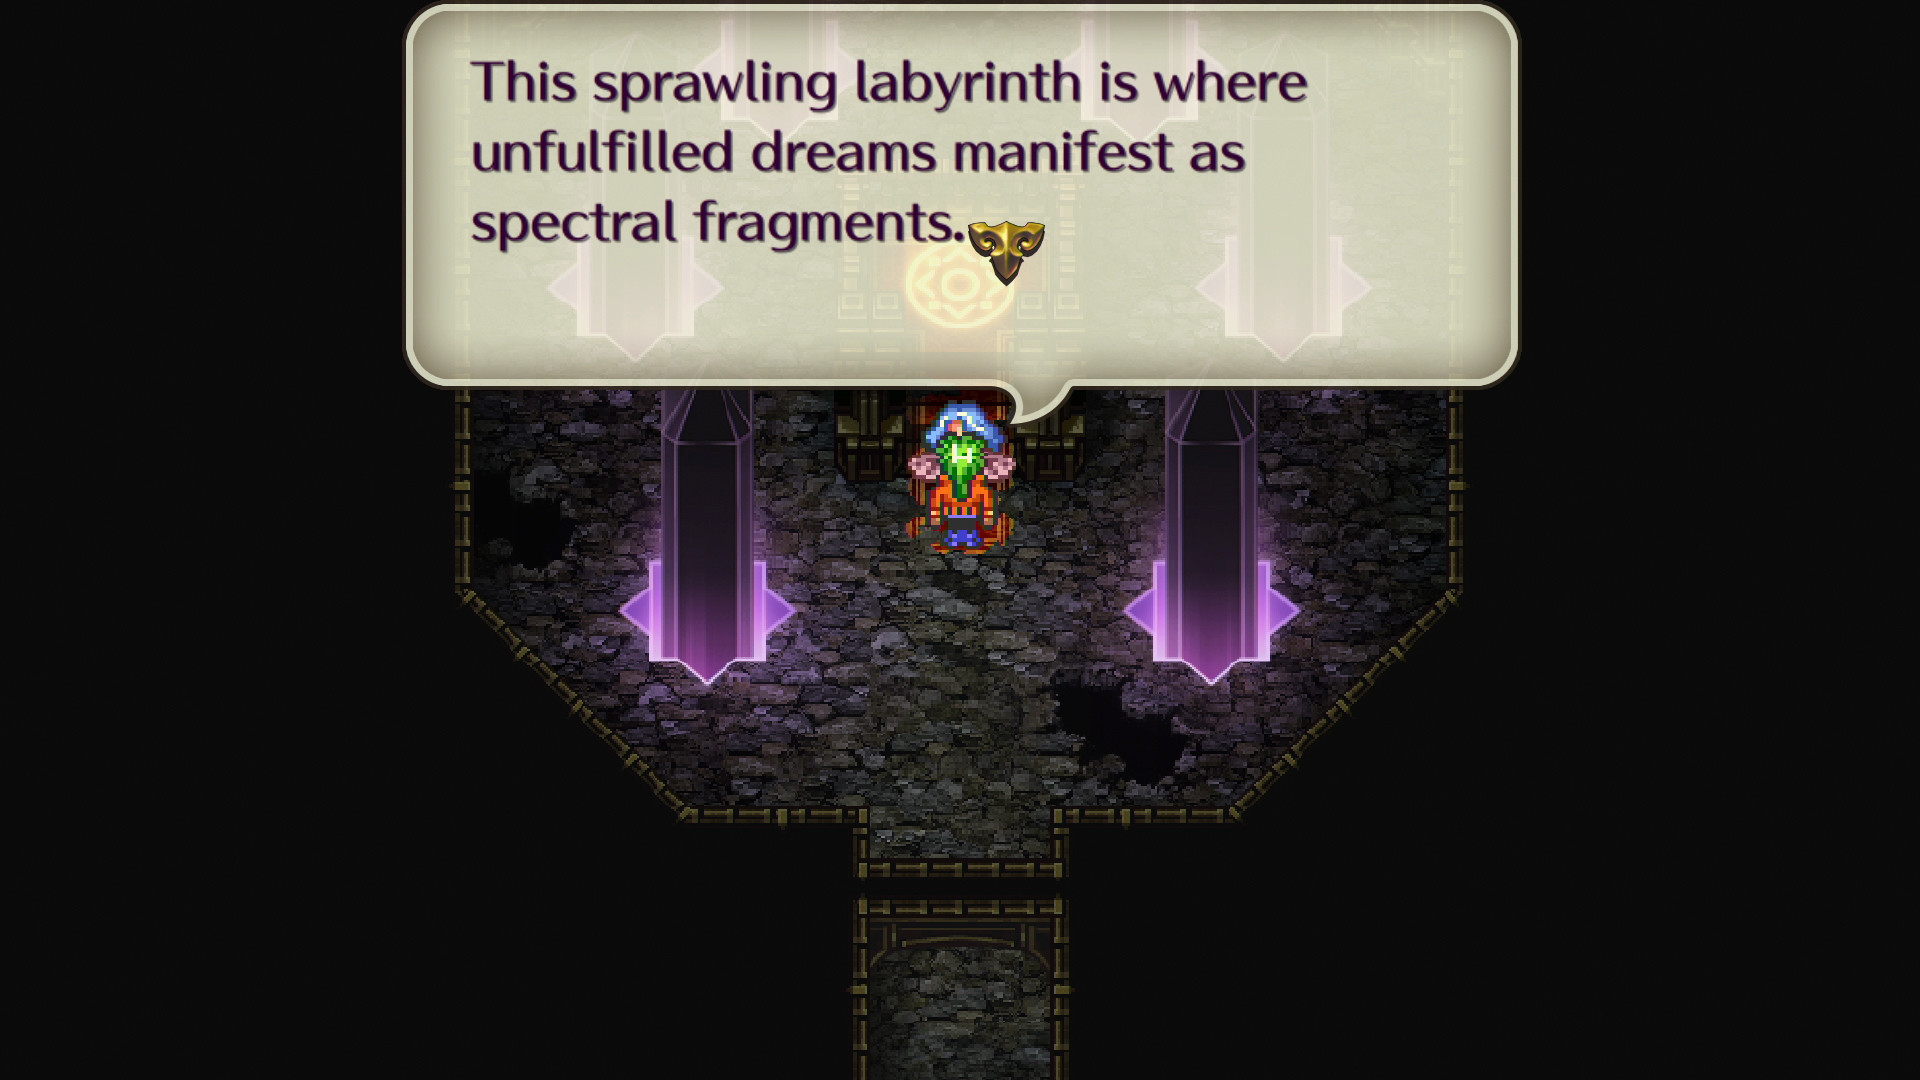 This sprawling labyrinth is where
unfulfilled dreams manifest as
spectral fragments.